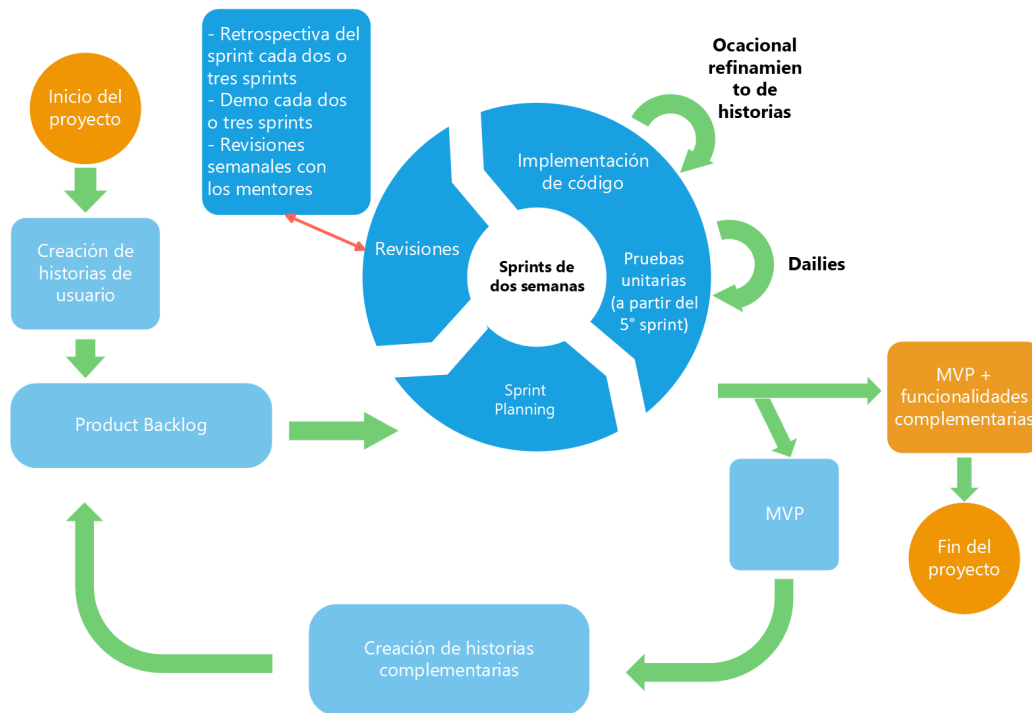 Inicio del
proyecto
Creación de
historias de
usuario
Product Backlog
- Retrospectiva del
sprint cada dos o
tres sprints
- Demo cada dos
o tres sprints
- Revisiones
semanales con
los mentores
Revisiones
Implementación
de código
Sprints de
dos semanas
Pruebas
unitarias
(a partir del
5° sprint)
Sprint
Planning
Ocacional
refinamien
to de
historias
Dailies
MVP +
funcionalidades
complementarias
MVP
Fin del
proyecto
Creación de historias
complementarias